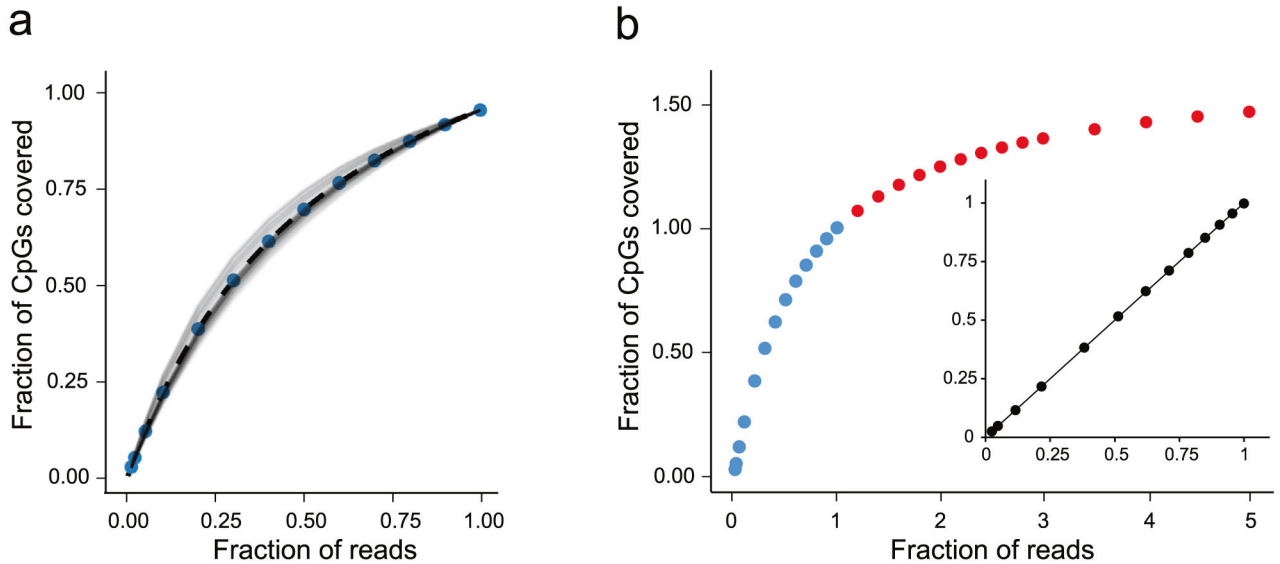 a
Fraction of CpGs covered
1.00
0.75
0.50
0.25
0.00
0.00 0.25 0.50 0.75 1.00
Fraction of reads
b
Fraction of CpGs covered
1.50
1.00
0.50
0.00
0 1 2 3 4 5
Fraction of reads
1
0.75
0.5
0.25
0
0 0.25 0.5 0.75 1